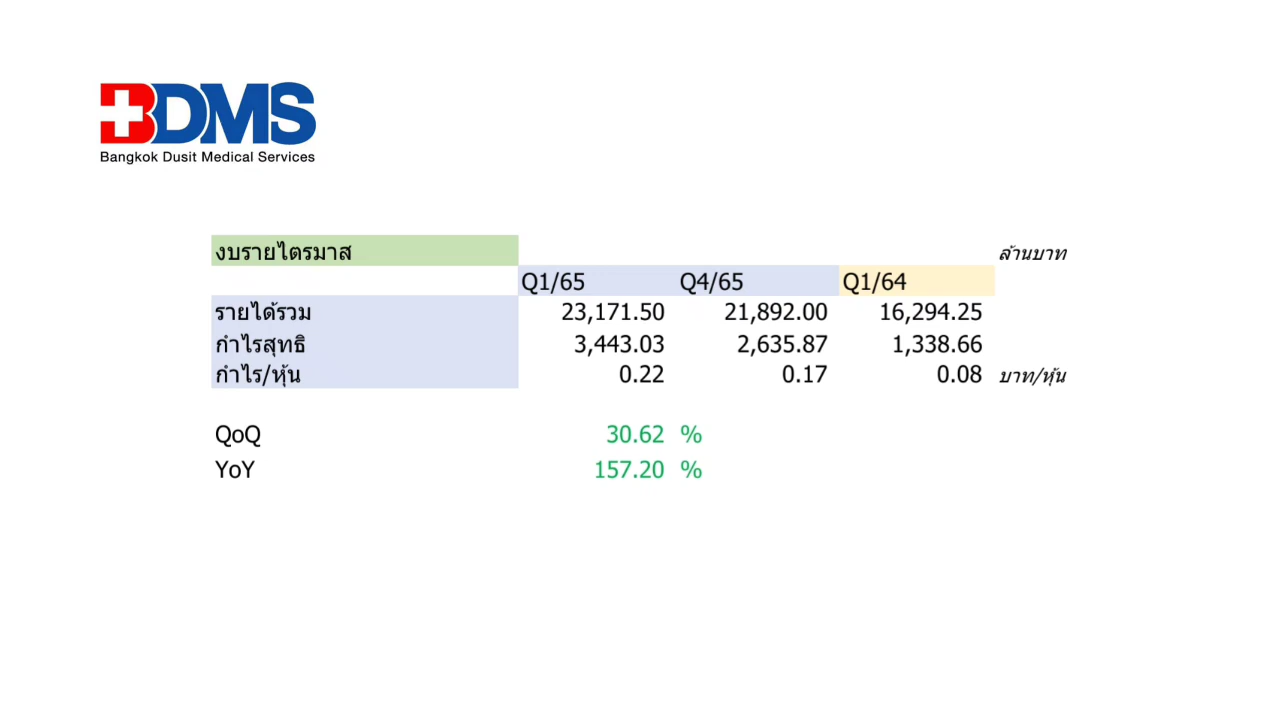 BDMS
Bangkok Dusit Medical Services
งบรายไตรมาส ล้านบาท
Q1/65 Q4/65 Q1/64
รายได้รวม 23,171.50 21,892.00 16,294.25
กำไรสุทธิ 3,443.03 2,635.87 1,338.66
กำไร/หุ้น 0.22 0.17 0.08 บาท/หุ้น
QoQ 30.62 %
YoY 157.20 %